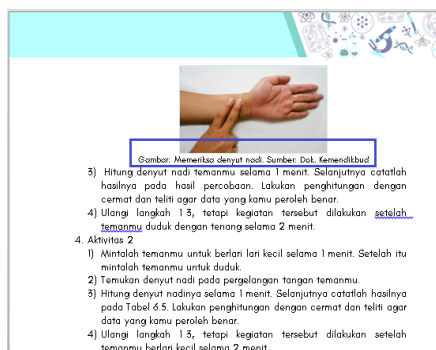 Gambar: Memeriksa denyut nadi. Sumber: Dok. Kemendikbud
3) Hitung denyut nadi temanmu selama 1 menit. Selanjutnya catatlah
hasilnya pada hasil percobaan. Lakukan penghitungan dengan
cermat dan teliti agar data yang kamu peroleh benar.
4) Ulangi langkah 1 3, tetapi kegiatan tersebut dilakukan setelah
temanmu duduk dengan tenang selama 2 menit.
4. Aktivitas 2
1) Mintalah temanmu untuk berlari lari kecil selama 1 menit. Setelah itu
mintalah temanmu untuk duduk.
2) Temukan denyut nadi pada pergelangan tangan temanmu.
3) Hitung denyut nadinya selama 1 menit. Selanjutnya catatlah hasilnya
pada Tabel 6.5. Lakukan penghitungan dengan cermat dan teliti agar
data yang kamu peroleh benar.
4) Ulangi langkah 1 3, tetapi kegiatan tersebut dilakukan setelah
temanmu berlari kecil selama 2 menit